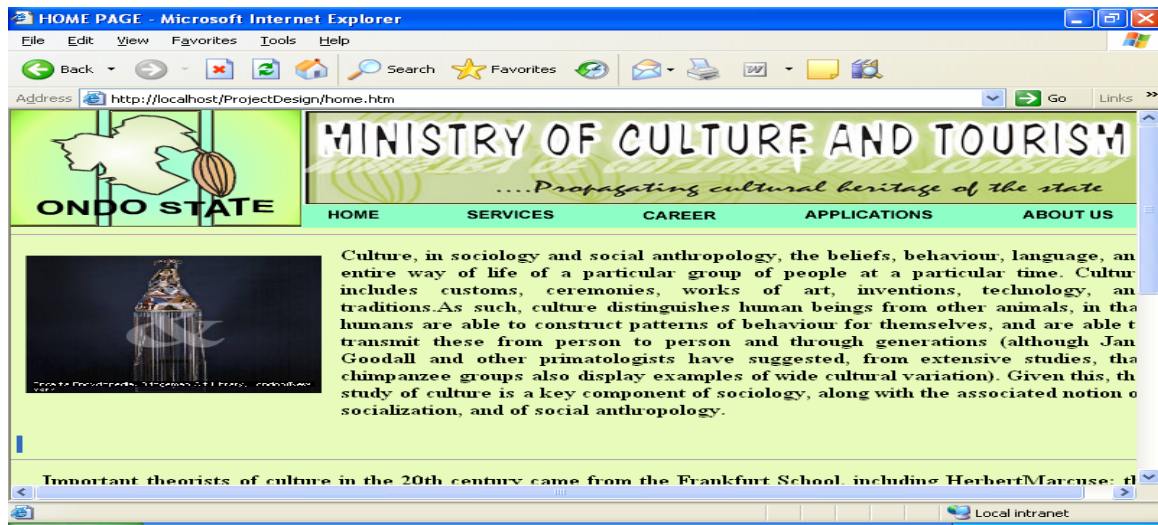 HOME PAGE - Microsoft Internet Explorer
File Edit View Favorites Tools Help
Back Search Favorites
Address http://localhost/ProjectDesign/home.htm Go Links
MINISTRY OF CULTURE AND TOURISM
....Propagating cultural heritage of the state
ONDO STATE
HOME SERVICES CAREER APPLICATIONS ABOUT US
Culture, in sociology and social anthropology, the beliefs, behaviour, language, an
entire way of life of a particular group of people at a particular time. Cultur
includes customs, ceremonies, works of art, inventions, technology, an
traditions.As such, culture distinguishes human beings from other animals, in tha
humans are able to construct patterns of behaviour for themselves, and are able t
transmit these from person to person and through generations (although Jan
Goodall and other primatologists have suggested, from extensive studies, tha
chimpanzee groups also display examples of wide cultural variation). Given this, th
study of culture is a key component of sociology, along with the associated notion o
socialization, and of social anthropology.
Important theorists of culture in the 20th century came from the Frankfurt School, including HerbertMarcuse; th
Local intranet